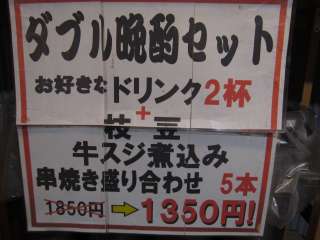 ダブル晩酌セット
お好きなドリンク2杯
+
枝豆
牛スジ煮込み
串焼き盛り合わせ 5本
1850円 ➡ 1350円!